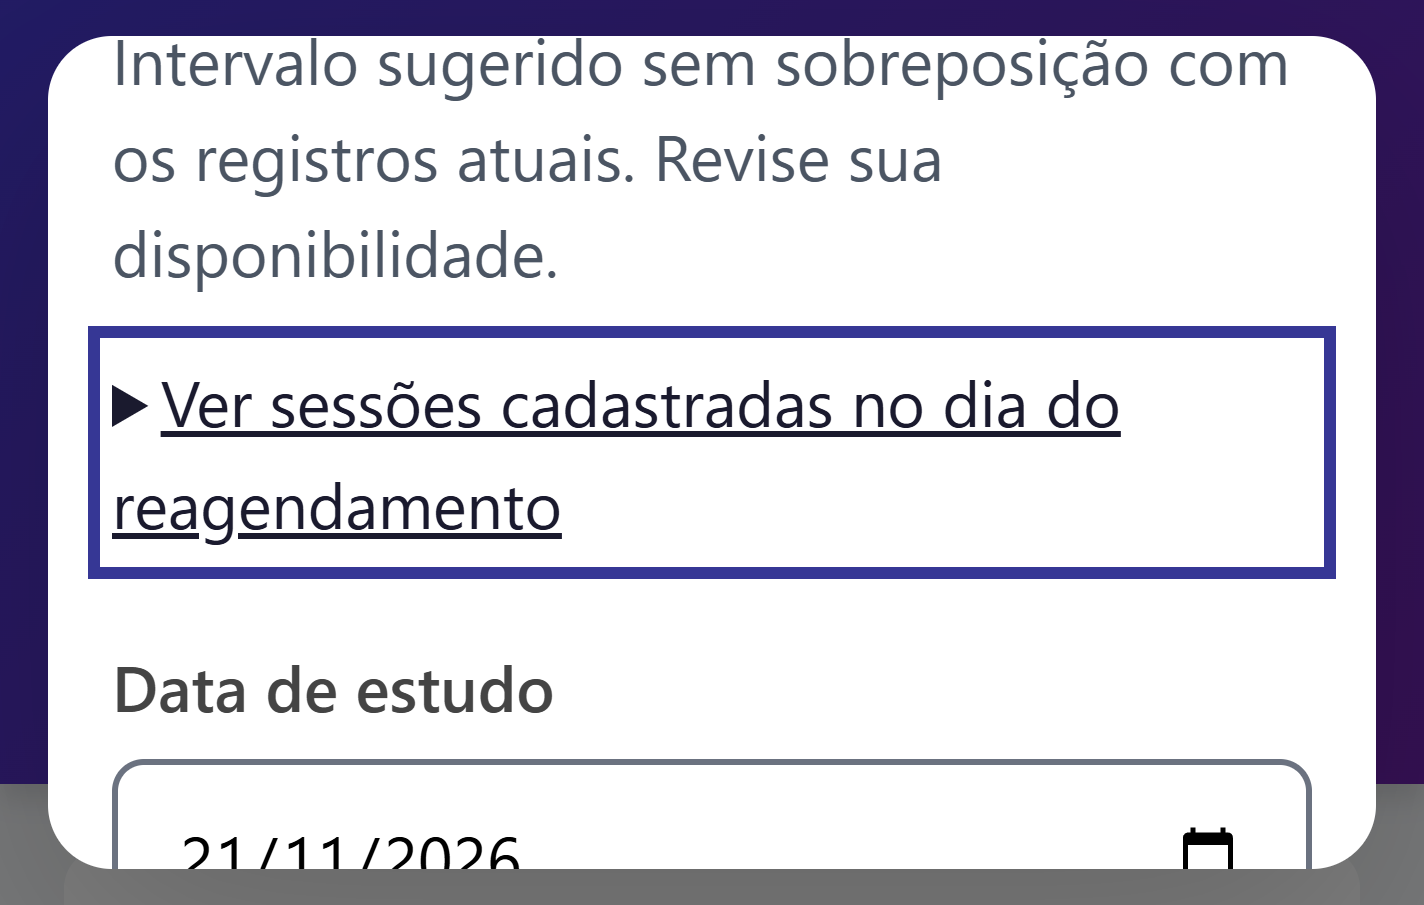 Intervalo sugerido sem sobreposição com
os registros atuais. Revise sua
disponibilidade.
Ver sessões cadastradas no dia do
reagendamento
Data de estudo
21/11/2026